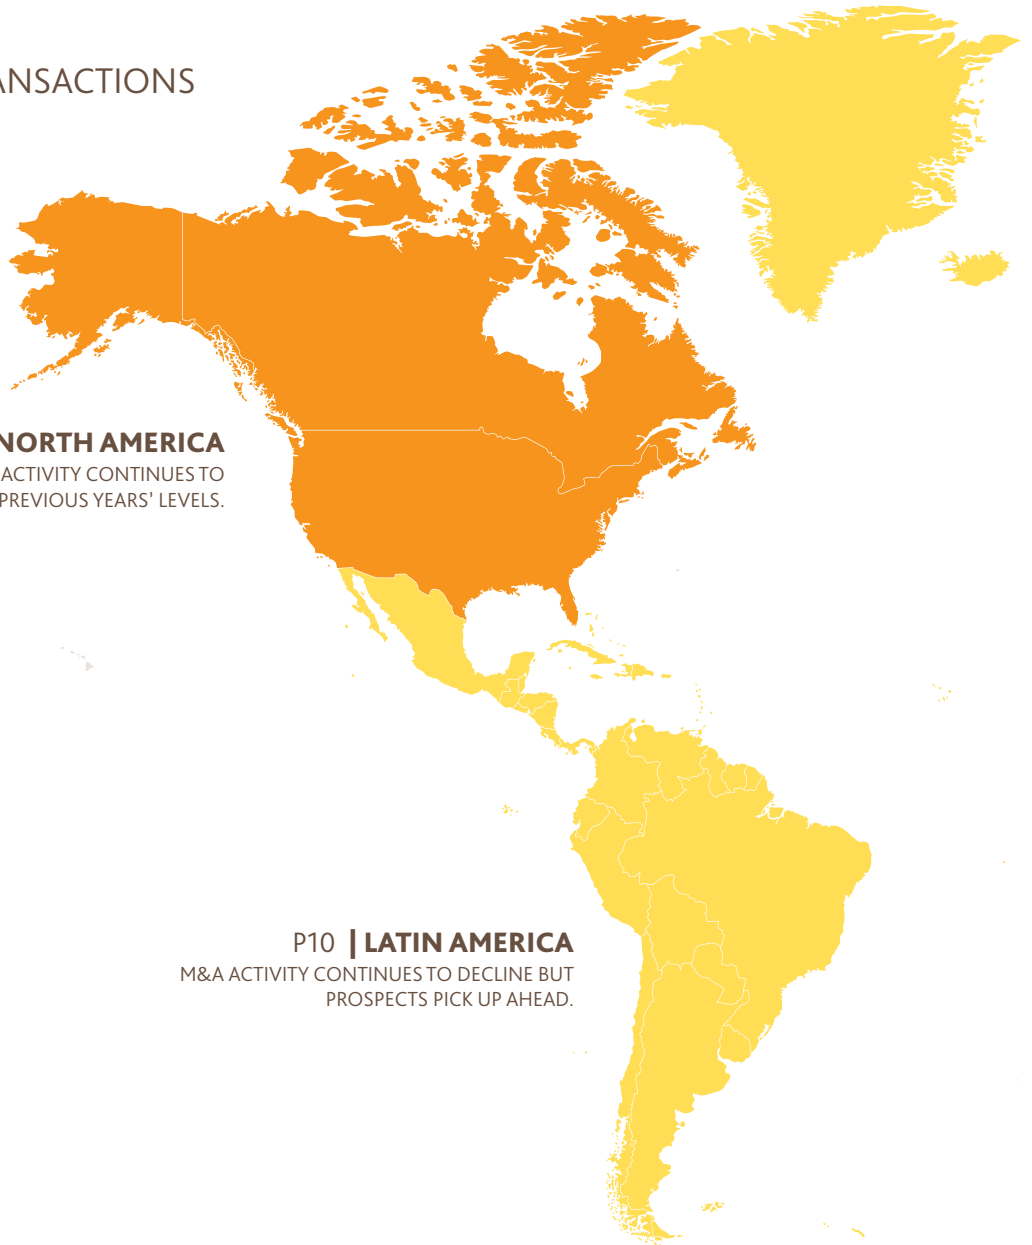 ANSACTIONS
NORTH AMERICA
ACTIVITY CONTINUES TO
PREVIOUS YEARS’ LEVELS.
P10 | LATIN AMERICA
M&A ACTIVITY CONTINUES TO DECLINE BUT
PROSPECTS PICK UP AHEAD.